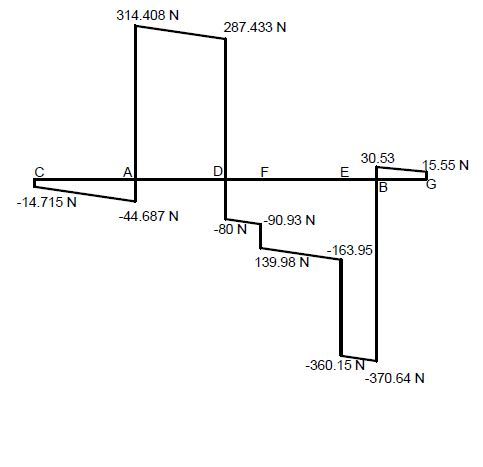 314.408 N
287.433 N
30.53
15.55 N
C
A
D
F
E
B
G
-14.715 N
-44.687 N
-80 N
-90.93 N
139.98 N
-163.95
-360.15 N
-370.64 N